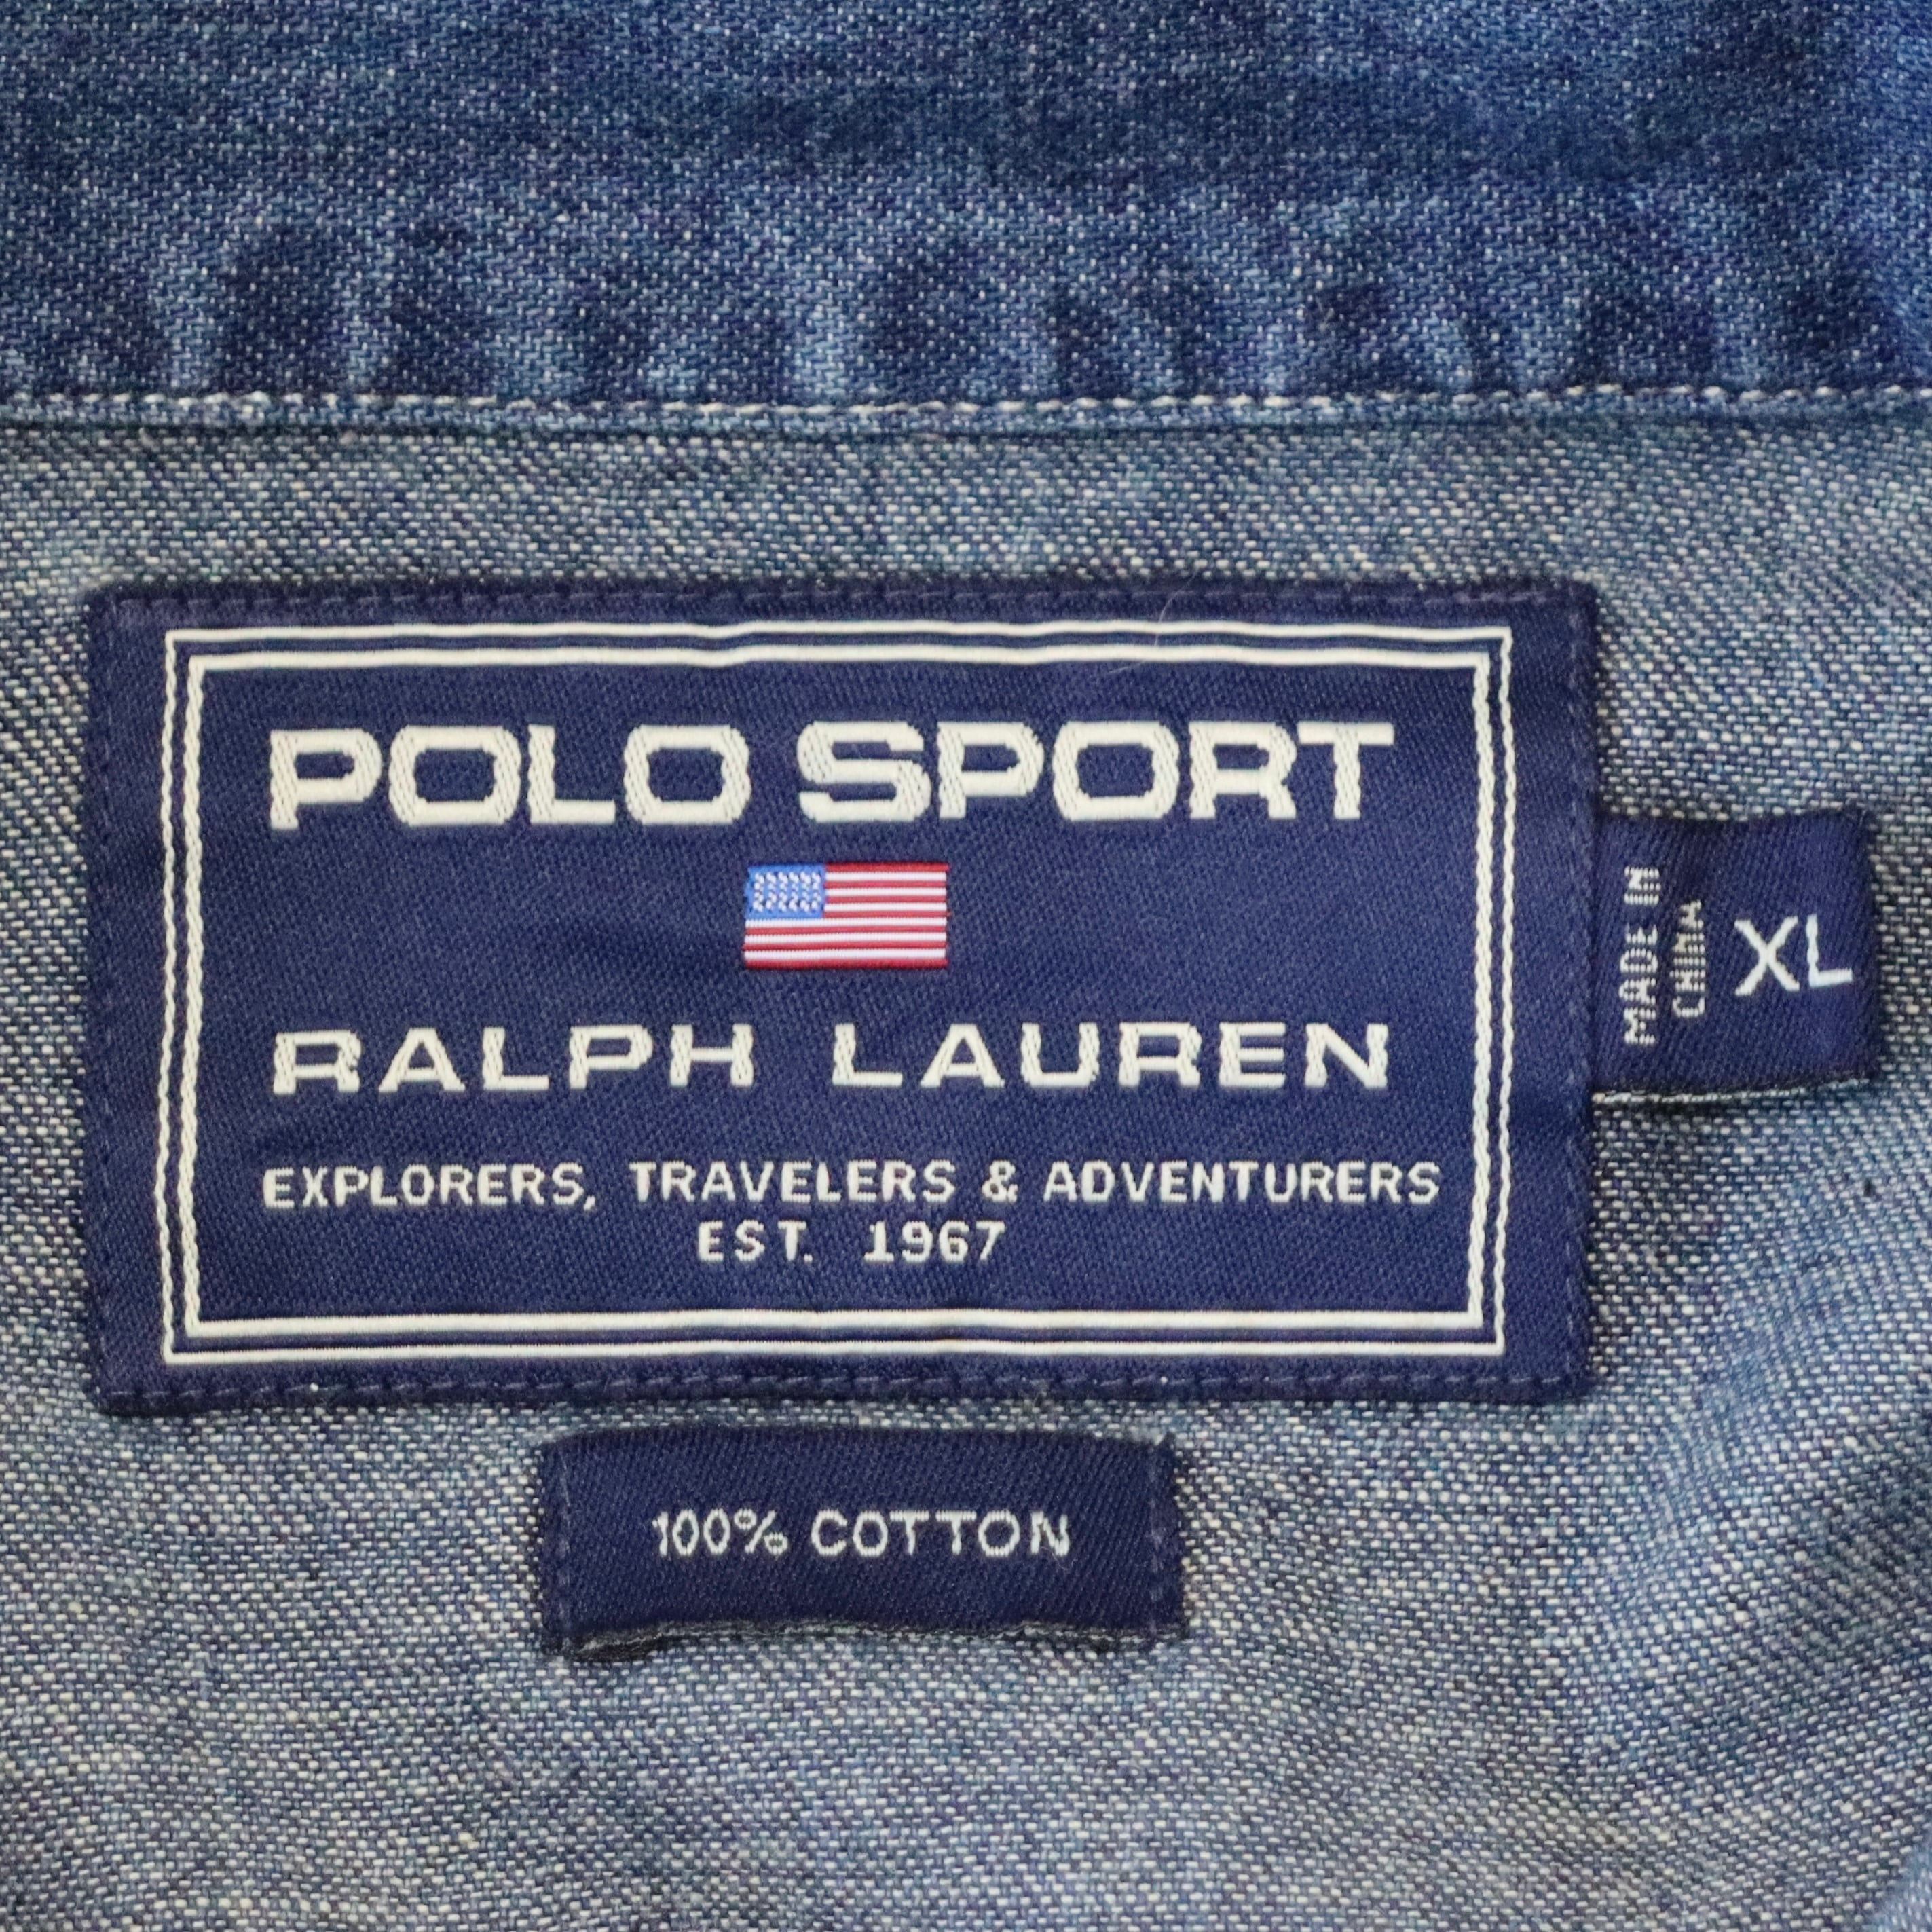 POLO SPORT
RALPH LAUREN
EXPLORERS, TRAVELERS & ADVENTURERS
EST. 1967
MADE IN
CHINA
XL
100% COTTON